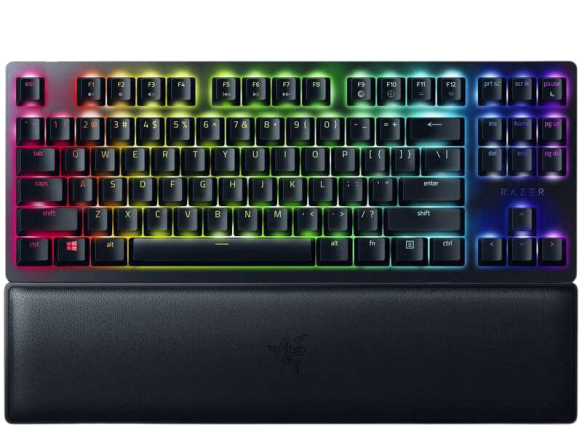 esc F1 F2 F3 F4 F5 F6 F7 F8 F9 F10 F11 F12 prt sc scr lk pause
1 2 @ 3 # 4 $ 5 % 6 ^ 7 & 8 * 9 ( 0 ) - _ = + ins home pg up
tab Q W E R T Y U I O P [ { ] } \ | del end pg dn
caps A S D F G H J K L ; : ' " enter
RAZER
shift Z X C V B N M , < . > / ? shift
ctrl alt alt fn ctrl